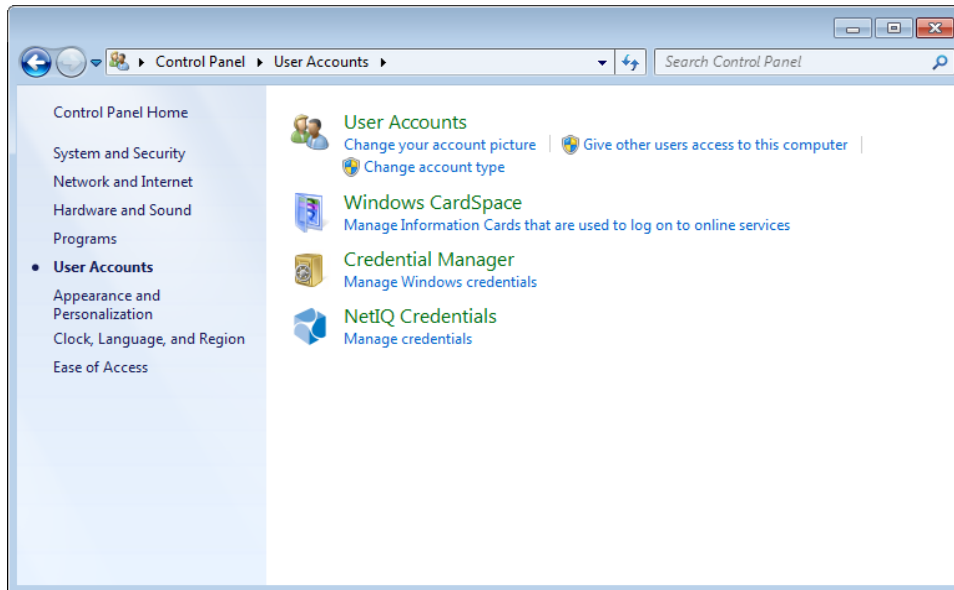 Control Panel User Accounts
Search Control Panel
Control Panel Home
System and Security
Network and Internet
Hardware and Sound
Programs
User Accounts
Appearance and
Personalization
Clock, Language, and Region
Ease of Access
User Accounts
Change your account picture
Give other users access to this computer
Change account type
Windows CardSpace
Manage Information Cards that are used to log on to online services
Credential Manager
Manage Windows credentials
NetIQ Credentials
Manage credentials